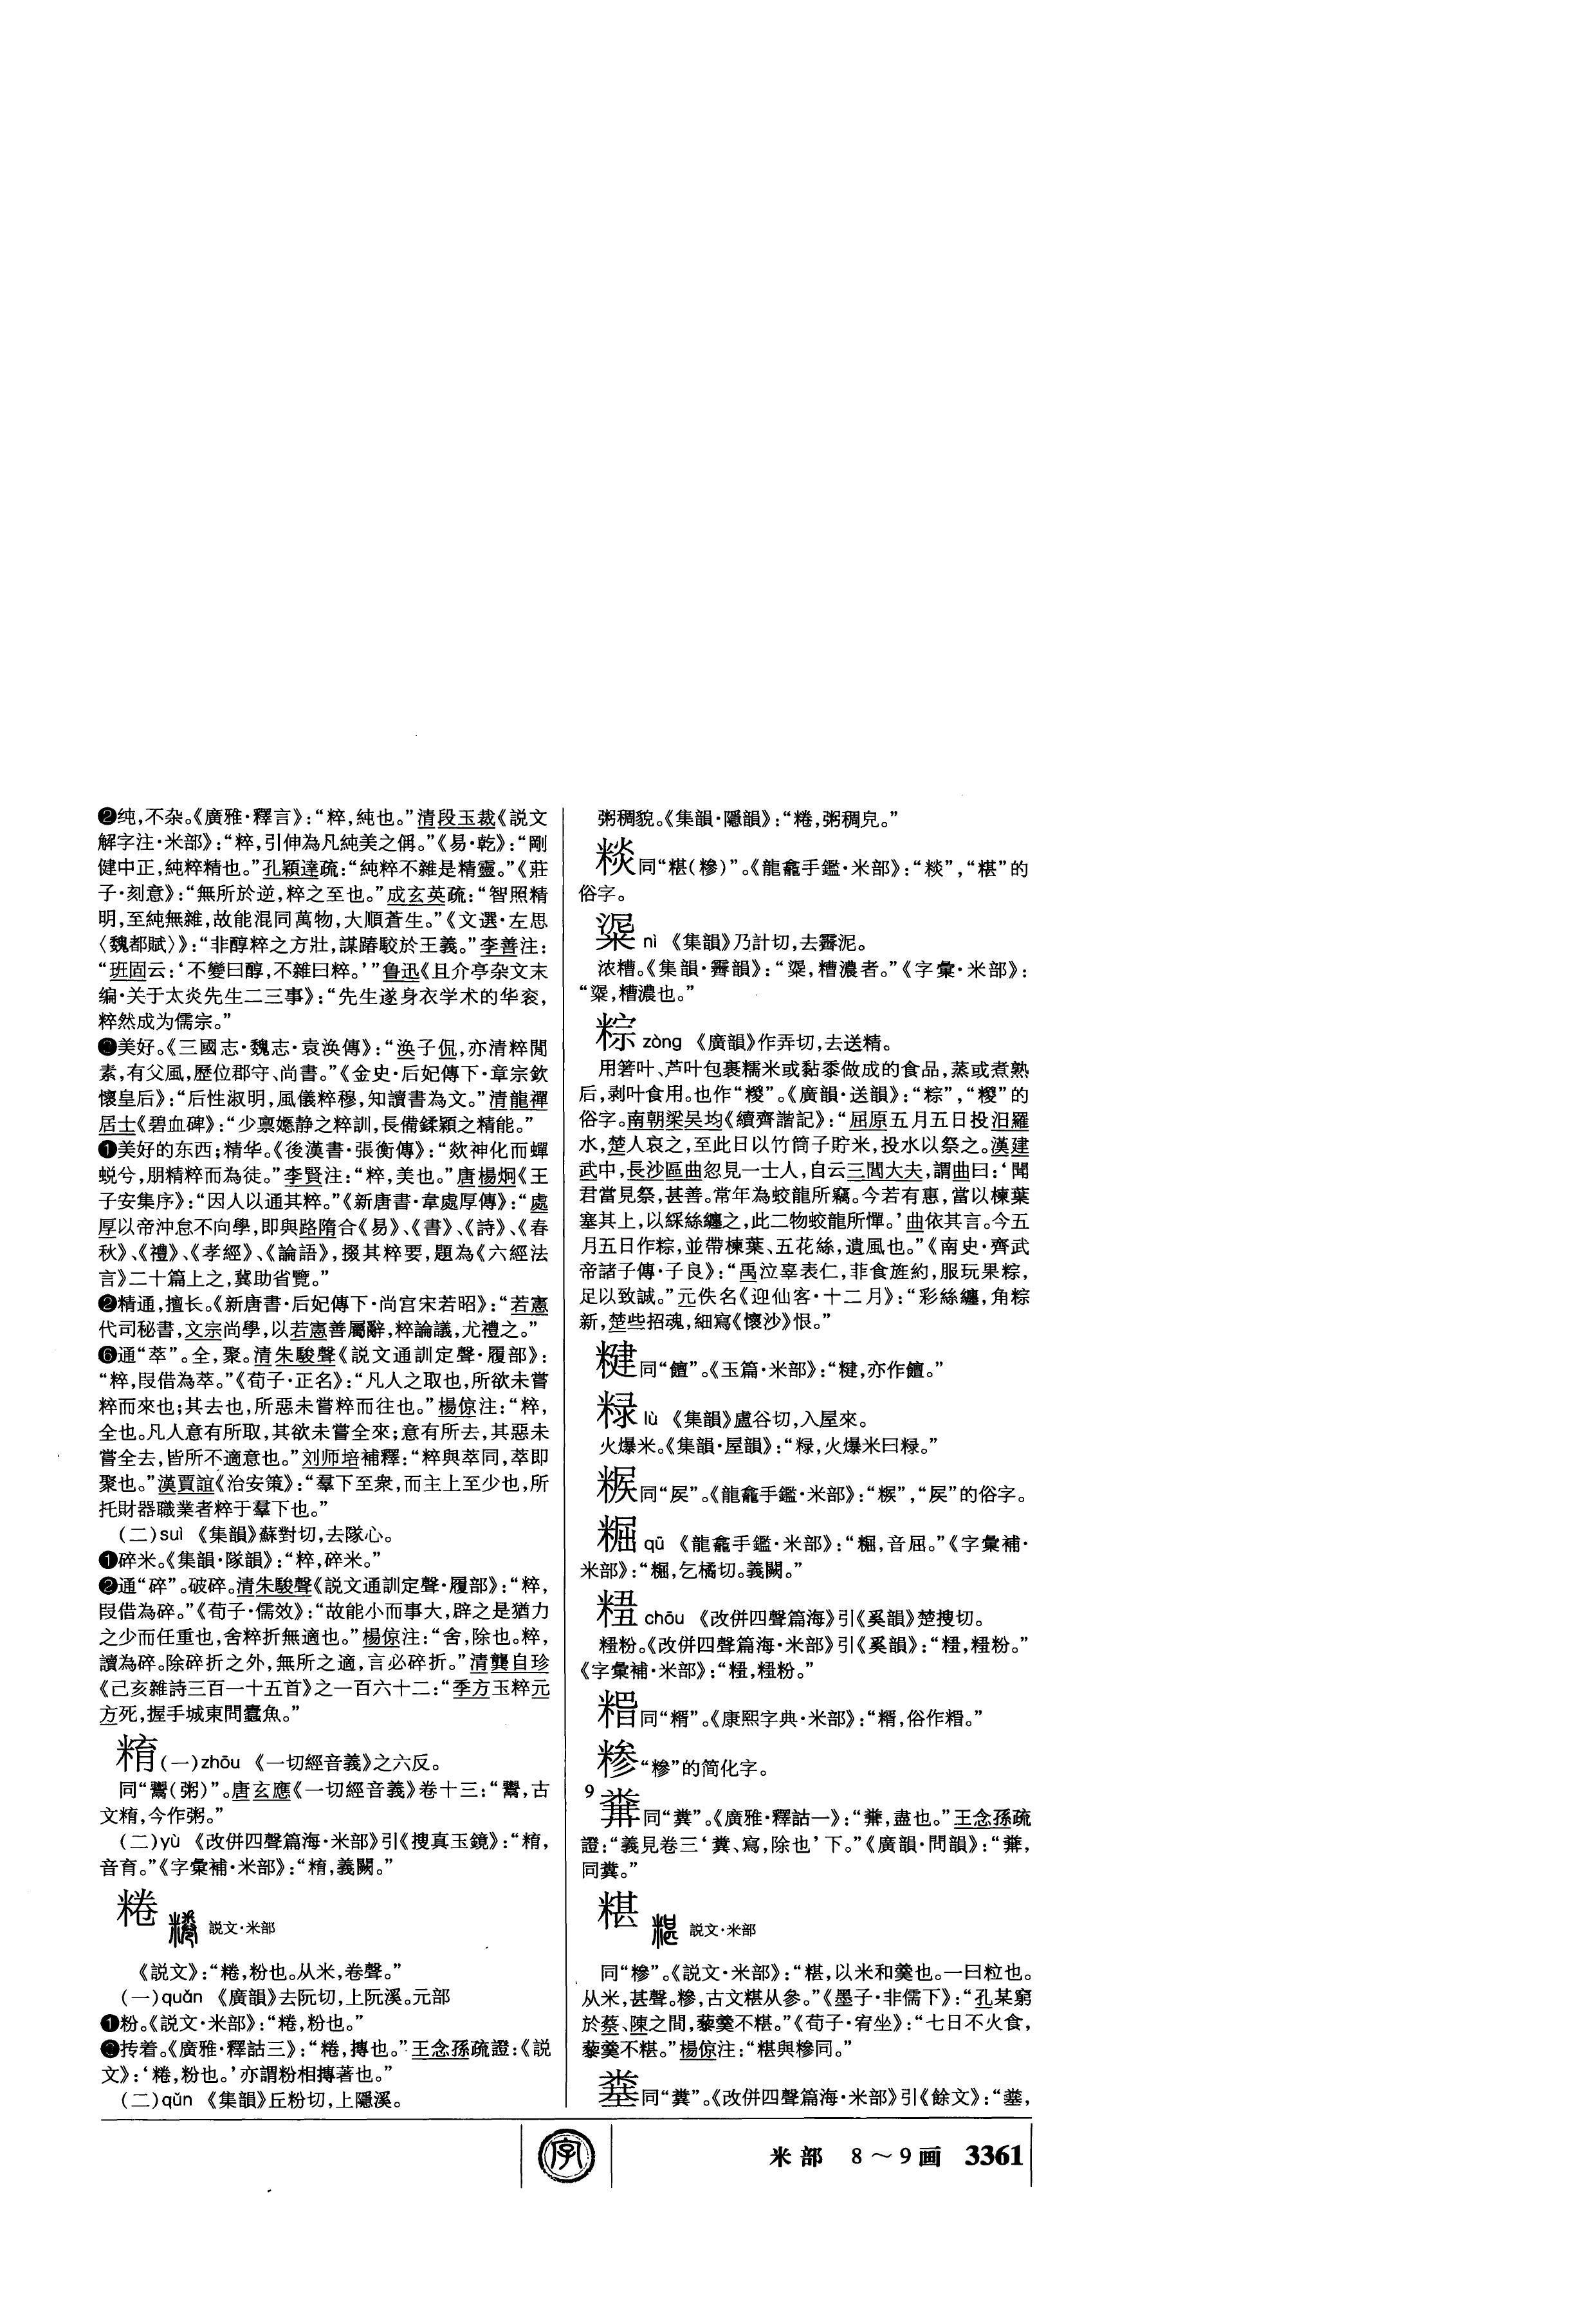 ❷纯,不杂。《廣雅·釋言》:“粹,純也。”清段玉裁《説文
解字注·米部》:“粹,引伸為凡純美之偁。”《易·乾》:“剛
健中正,純粹精也。”孔穎達疏:“純粹不雜是精靈。”《莊
子·刻意》:“無所於逆,粹之至也。”成玄英疏:“智照精
明,至純無雜,故能混同萬物,大順蒼生。”《文選·左思
〈魏都賦〉》:“非醇粹之方壯,謀踳駮於王義。”李善注:
“班固云:‘不變曰醇,不雜曰粹。’”鲁迅《且介亭杂文末
编·关于太炎先生二三事》:“先生遂身衣学术的华衮,
粹然成为儒宗。”
❸美好。《三國志·魏志·袁涣傳》:“涣子侃,亦清粹閒
素,有父風,歷位郡守、尚書。”《金史·后妃傳下·章宗欽
懷皇后》:“后性淑明,風儀粹穆,知讀書為文。”清龍禪
居士《碧血碑》:“少禀嫕静之粹訓,長備鍒穎之精能。”
❶美好的东西;精华。《後漢書·張衡傳》:“欻神化而蟬
蜕兮,朋精粹而為徒。”李賢注:“粹,美也。”唐楊炯《王
子安集序》:“因人以通其粹。”《新唐書·韋處厚傳》:“處
厚以帝沖怠不向學,即與路隋合《易》、《書》、《詩》、《春
秋》、《禮》、《孝經》、《論語》,掇其粹要,題為《六經法
言》二十篇上之,冀助省覽。”
❷精通,擅长。《新唐書·后妃傳下·尚宫宋若昭》:“若憲
代司秘書,文宗尚學,以若憲善屬辭,粹論議,尤禮之。”
❻通“萃”。全,聚。清朱駿聲《説文通訓定聲·履部》:
“粹,叚借為萃。”《荀子·正名》:“凡人之取也,所欲未嘗
粹而來也;其去也,所惡未嘗粹而往也。”楊倞注:“粹,
全也。凡人意有所取,其欲未嘗全來;意有所去,其惡未
嘗全去,皆所不適意也。”刘师培補釋:“粹與萃同,萃即
聚也。”漢賈誼《治安策》:“羣下至衆,而主上至少也,所
托財器職業者粹于羣下也。”
(二)suì 《集韻》蘇對切,去隊心。
❶碎米。《集韻·隊韻》:“粹,碎米。”
❷通“碎”。破碎。清朱駿聲《説文通訓定聲·履部》:“粹,
叚借為碎。”《荀子·儒效》:“故能小而事大,辟之是猶力
之少而任重也,舍粹折無適也。”楊倞注:“舍,除也。粹,
讀為碎。除碎折之外,無所之適,言必碎折。”清龔自珍
《己亥雜詩三百一十五首》之一百六十二:“季方玉粹元
方死,握手城東問蠹魚。”
䊦(一)zhōu 《一切經音義》之六反。
同“鬻(粥)”。唐玄應《一切經音義》卷十三:“鬻,古
文䊦,今作粥。”
(二)yù 《改併四聲篇海·米部》引《搜真玉鏡》:“䊦,
音育。”《字彙補·米部》:“䊦,義闕。”
粣 説文·米部
《説文》:“䊎,粉也。从米,卷聲。”
(一)quǎn 《廣韻》去阮切,上阮溪。元部
❶粉。《説文·米部》:“䊎,粉也。”
❷抟着。《廣雅·釋詁三》:“䊎,摶也。”王念孫疏證:《説
文》:‘䊎,粉也。’亦謂粉相摶著也。”
(二)qǔn 《集韻》丘粉切,上隱溪。
粥稠貌。《集韻·隱韻》:“䊎,粥稠皃。”
䊏同“糂(糝)”。《龍龕手鑑·米部》:“䊏”,“糂”的
俗字。
nì 《集韻》乃計切,去霽泥。
浓糟。《集韻·霽韻》:“,糟濃者。”《字彙·米部》:
“,糟濃也。”
粽 zòng 《廣韻》作弄切,去送精。
用箬叶、芦叶包裹糯米或黏黍做成的食品,蒸或煮熟
后,剥叶食用。也作“糉”。《廣韻·送韻》:“粽”,“糉”的
俗字。南朝梁吴均《續齊諧記》:“屈原五月五日投汨羅
水,楚人哀之,至此日以竹筒子貯米,投水以祭之。漢建
武中,長沙區曲忽見一士人,自云三閭大夫,謂曲曰:‘聞
君當見祭,甚善。常年為蛟龍所竊。今若有惠,當以楝葉
塞其上,以綵絲纏之,此二物蛟龍所憚。’曲依其言。今五
月五日作粽,並帶楝葉、五花絲,遺風也。”《南史·齊武
帝諸子傳·子良》:“禹泣辜表仁,菲食旌約,服玩果粽,
足以致誠。”元佚名《迎仙客·十二月》:“彩絲纏,角粽
新,楚些招魂,細寫《懷沙》恨。”
同“饘”。《玉篇·米部》:“,亦作饘。”
lù 《集韻》盧谷切,入屋來。
火爆米。《集韻·屋韻》:“,火爆米曰。”
同“㞋”。《龍龕手鑑·米部》:“”,“㞋”的俗字。
qū 《龍龕手鑑·米部》:“,音屈。”《字彙補·
米部》:“,乞橘切。義闕。”
chōu 《改併四聲篇海》引《奚韻》楚搜切。
粉。《改併四聲篇海·米部》引《奚韻》:“,粉。”
《字彙補·米部》:“,粉。”
同“糈”。《康熙字典·米部》:“糈,俗作。”
糁“糝”的简化字。
9
同“糞”。《廣雅·釋詁一》:“,盡也。”王念孫疏
證:“義見卷三‘糞、寫,除也’下。”《廣韻·問韻》:“,
同糞。”
糂 説文·米部
同“糝”。《説文·米部》:“糂,以米和羹也。一曰粒也。
从米,甚聲。糝,古文糂从參。”《墨子·非儒下》:“孔某窮
於蔡、陳之間,藜羹不糂。”《荀子·宥坐》:“七日不火食,
藜羹不糂。”楊倞注:“糂與糝同。”
同“糞”。《改併四聲篇海·米部》引《餘文》:“,
字
米部 8～9画 3361